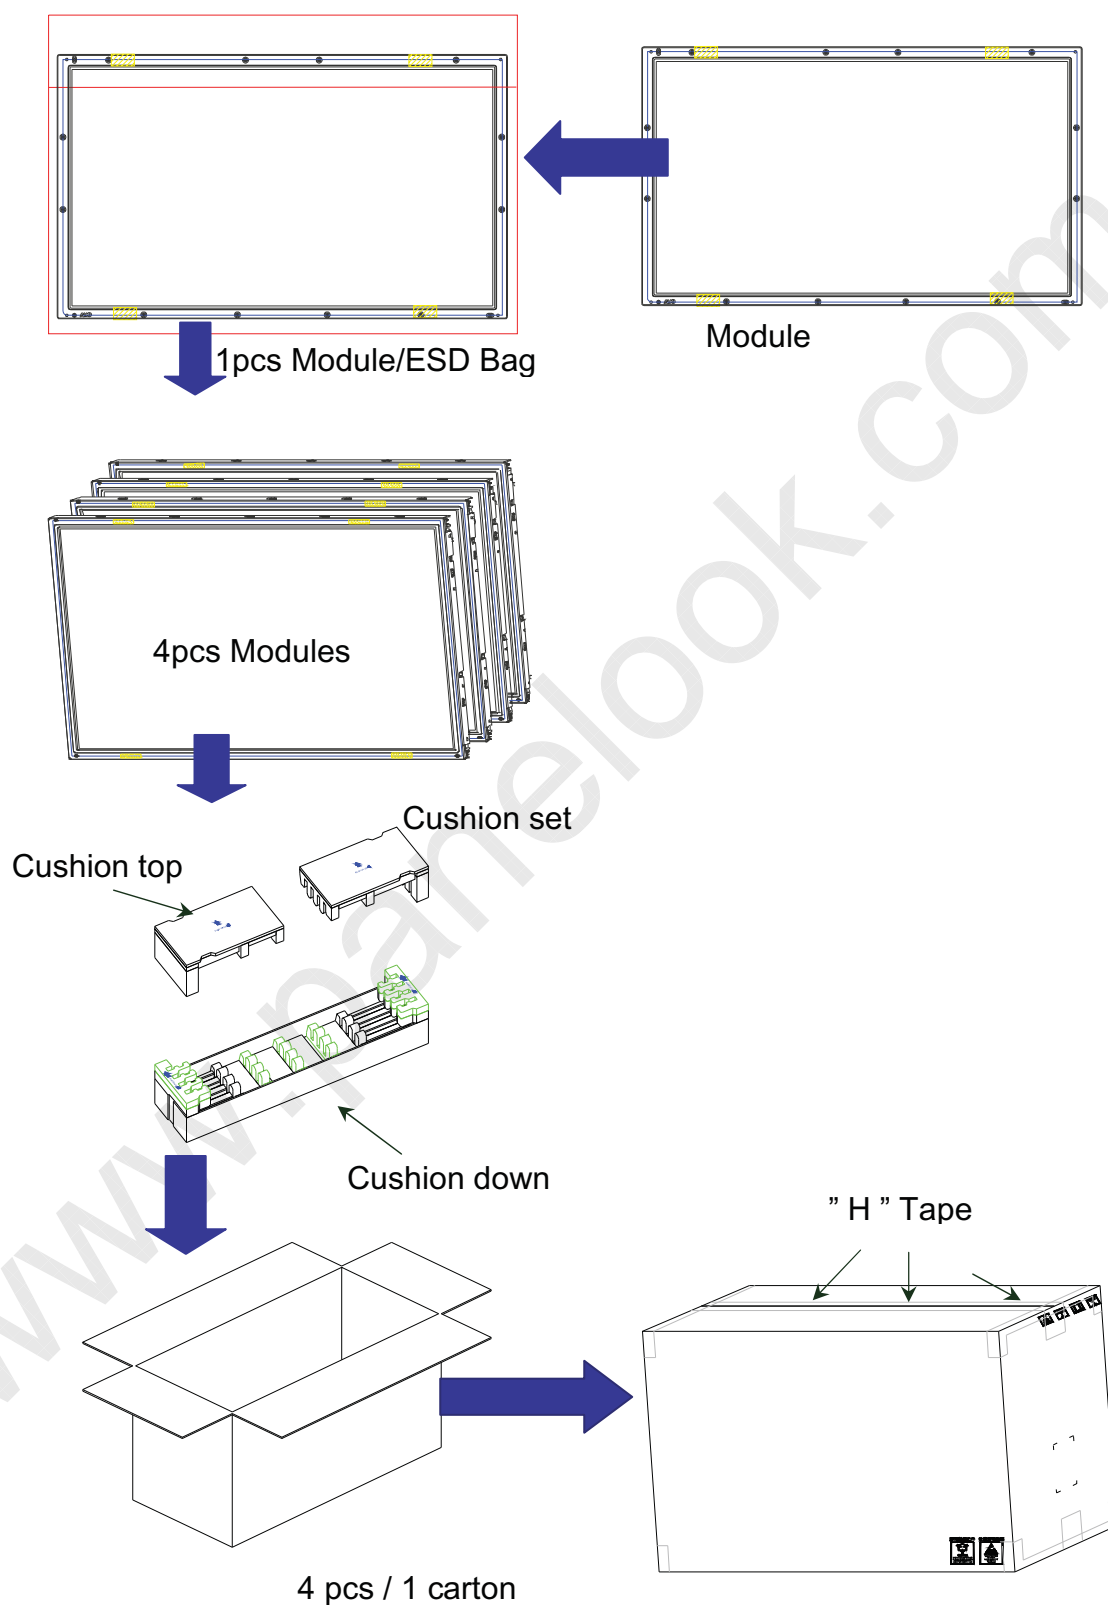 Module
1pcs Module/ESD Bag
4pcs Modules
Cushion set
Cushion top
Cushion down
” H ” Tape
4 pcs / 1 carton
www.panelook.com